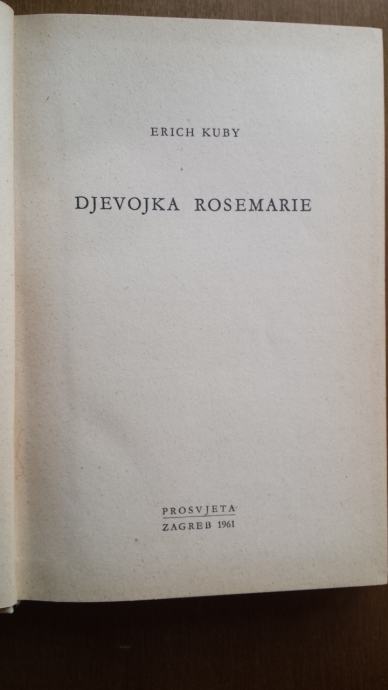 ERICH KUBY
DJEVOJKA ROSEMARIE
PROSVJETA
ZAGREB 1961